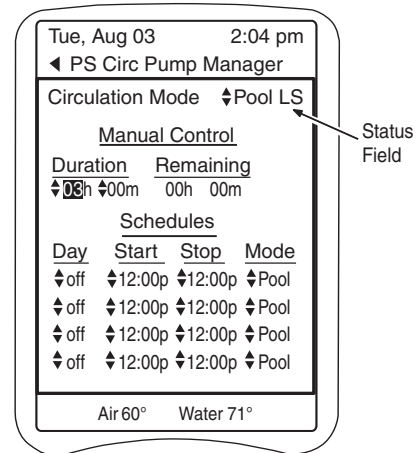 Tue, Aug 03 2:04 pm
◀ PS Circ Pump Manager
Circulation Mode ♦Pool LS
Status
Field
Manual Control
Duration Remaining
♦03h ♦00m 00h 00m
Schedules
Day Start Stop Mode
♦off ♦12:00p ♦12:00p ♦Pool
♦off ♦12:00p ♦12:00p ♦Pool
♦off ♦12:00p ♦12:00p ♦Pool
♦off ♦12:00p ♦12:00p ♦Pool
Air 60° Water 71°